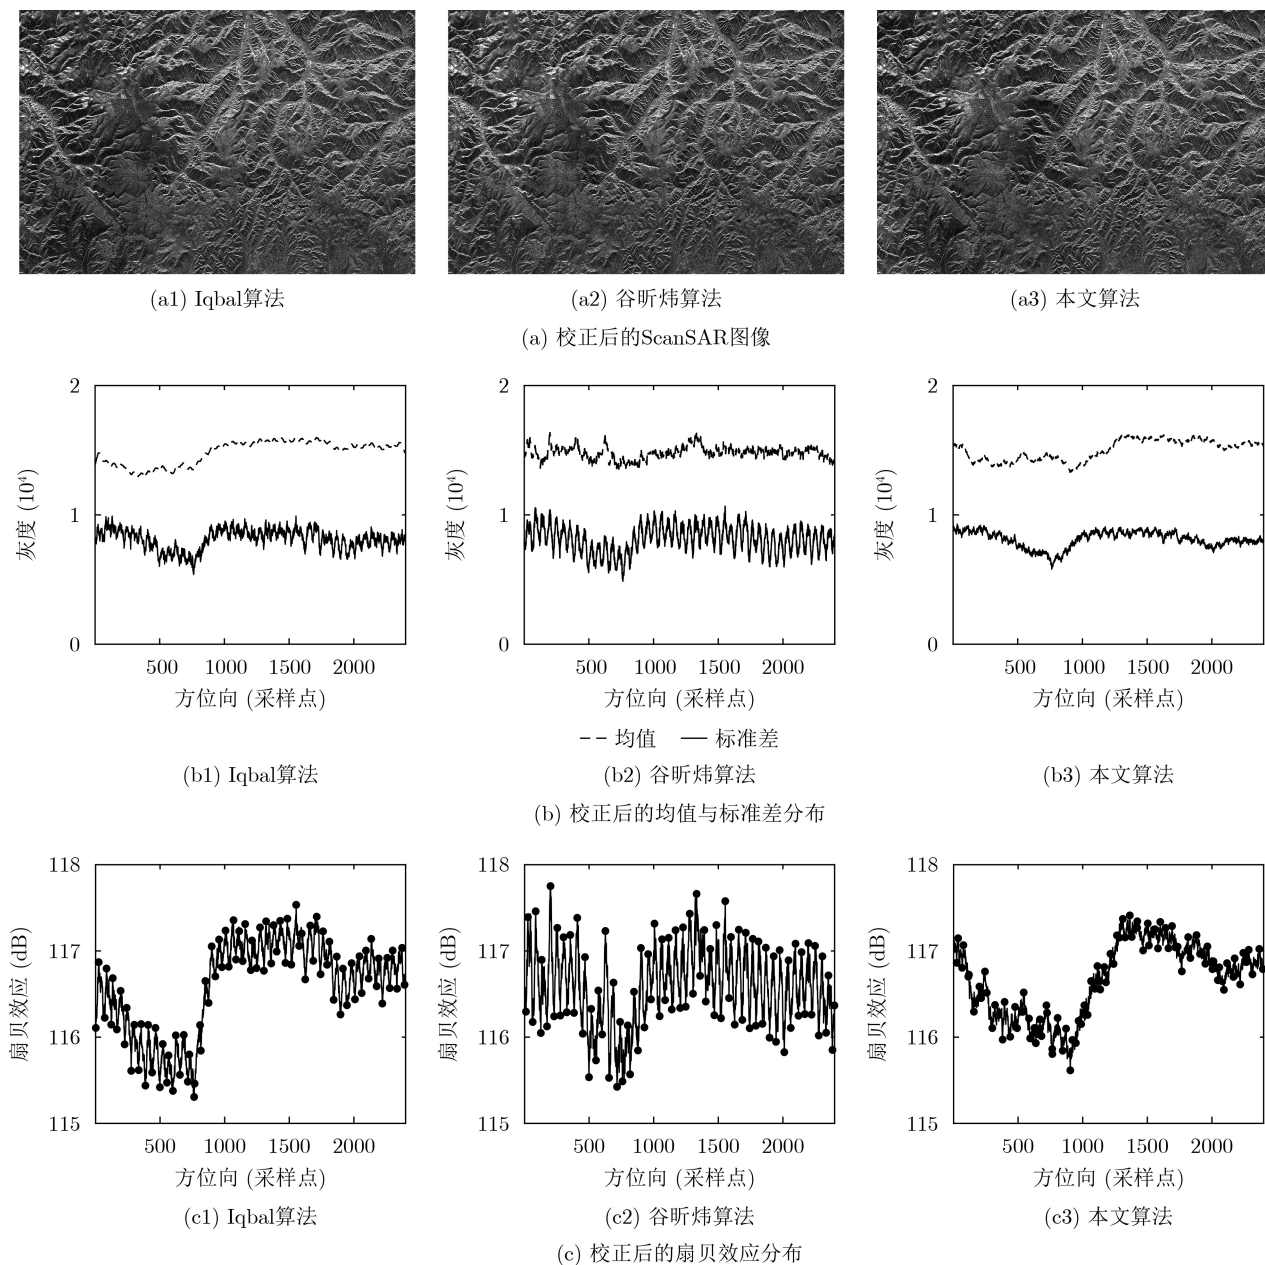 (a1) Iqbal算法
(a2) 谷昕炜算法
(a3) 本文算法
(a) 校正后的ScanSAR图像
2
1
0
灰度 (10⁴)
500 1000 1500 2000
方位向 (采样点)
2
1
0
灰度 (10⁴)
500 1000 1500 2000
方位向 (采样点)
2
1
0
灰度 (10⁴)
500 1000 1500 2000
方位向 (采样点)
均值 标准差
(b1) Iqbal算法
(b2) 谷昕炜算法
(b3) 本文算法
(b) 校正后的均值与标准差分布
118
117
116
115
扇贝效应 (dB)
500 1000 1500 2000
方位向 (采样点)
118
117
116
115
扇贝效应 (dB)
500 1000 1500 2000
方位向 (采样点)
118
117
116
115
扇贝效应 (dB)
500 1000 1500 2000
方位向 (采样点)
(c1) Iqbal算法
(c2) 谷昕炜算法
(c3) 本文算法
(c) 校正后的扇贝效应分布